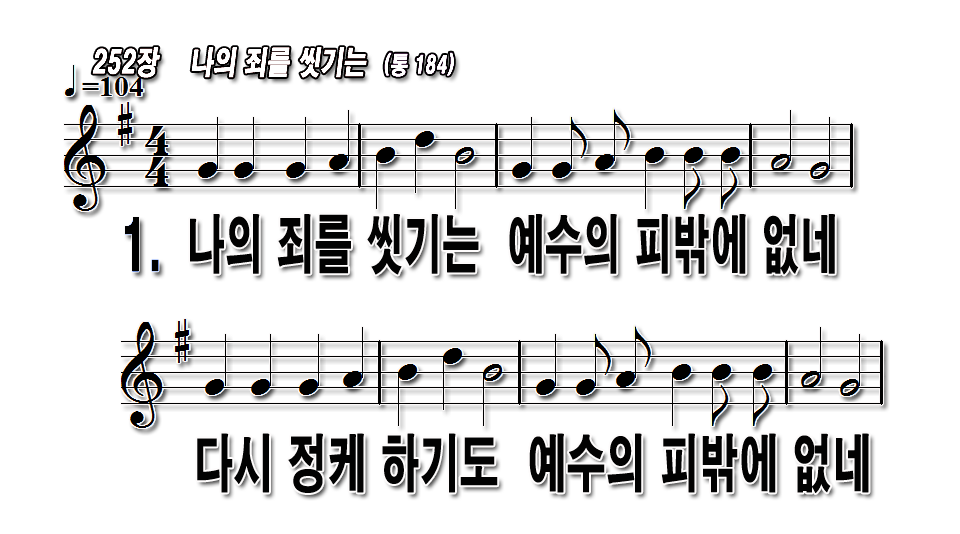 252장 나의 죄를 씻기는 (통 184)
♩=104
1. 나의 죄를 씻기는 예수의 피밖에 없네
다시 정케 하기도 예수의 피밖에 없네